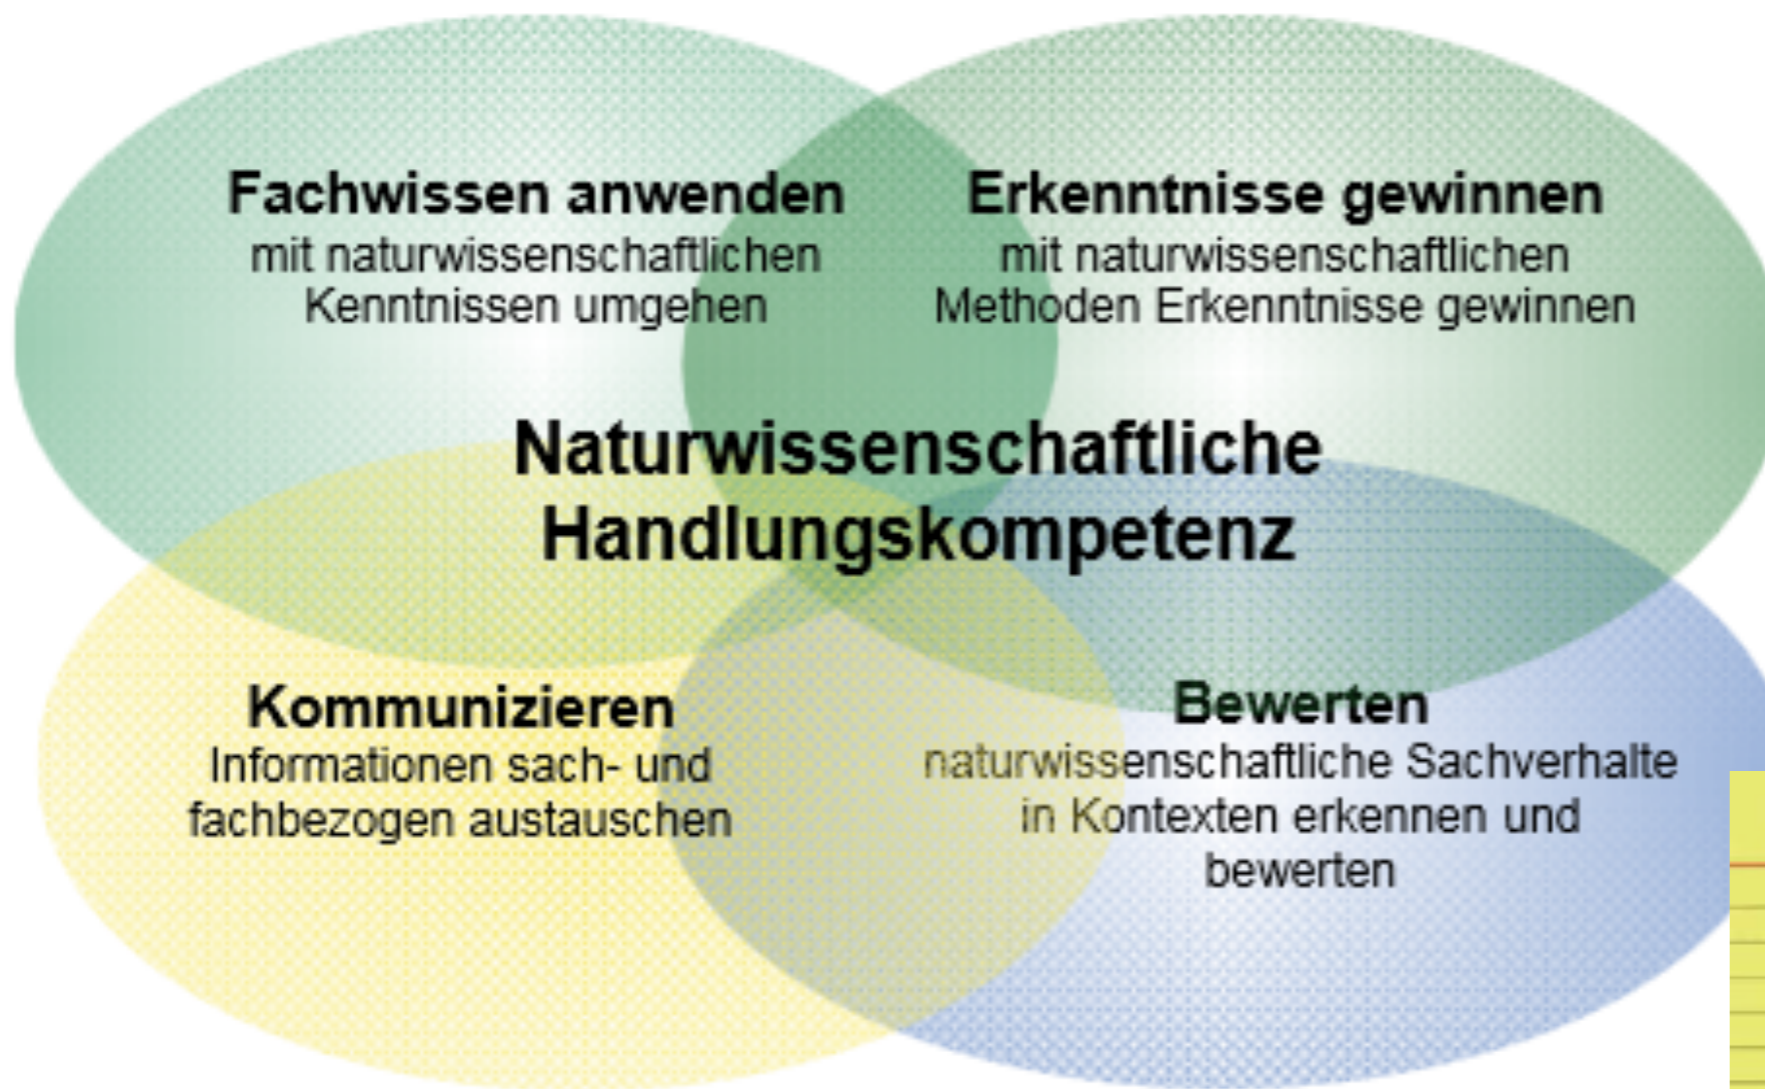 Fachwissen anwenden
mit naturwissenschaftlichen
Kenntnissen umgehen
Erkenntnisse gewinnen
mit naturwissenschaftlichen
Methoden Erkenntnisse gewinnen
Naturwissenschaftliche
Handlungskompetenz
Kommunizieren
Informationen sach- und
fachbezogen austauschen
Bewerten
naturwissenschaftliche Sachverhalte
in Kontexten erkennen und
bewerten